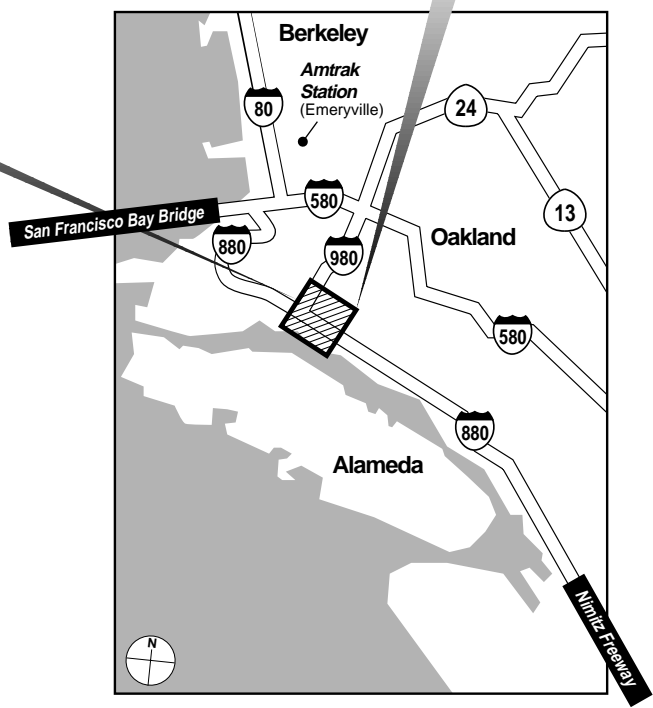 Berkeley
Amtrak
Station
(Emeryville)
80
24
580
13
San Francisco Bay Bridge
880
980
Oakland
580
880
Alameda
Nimitz Freeway
N